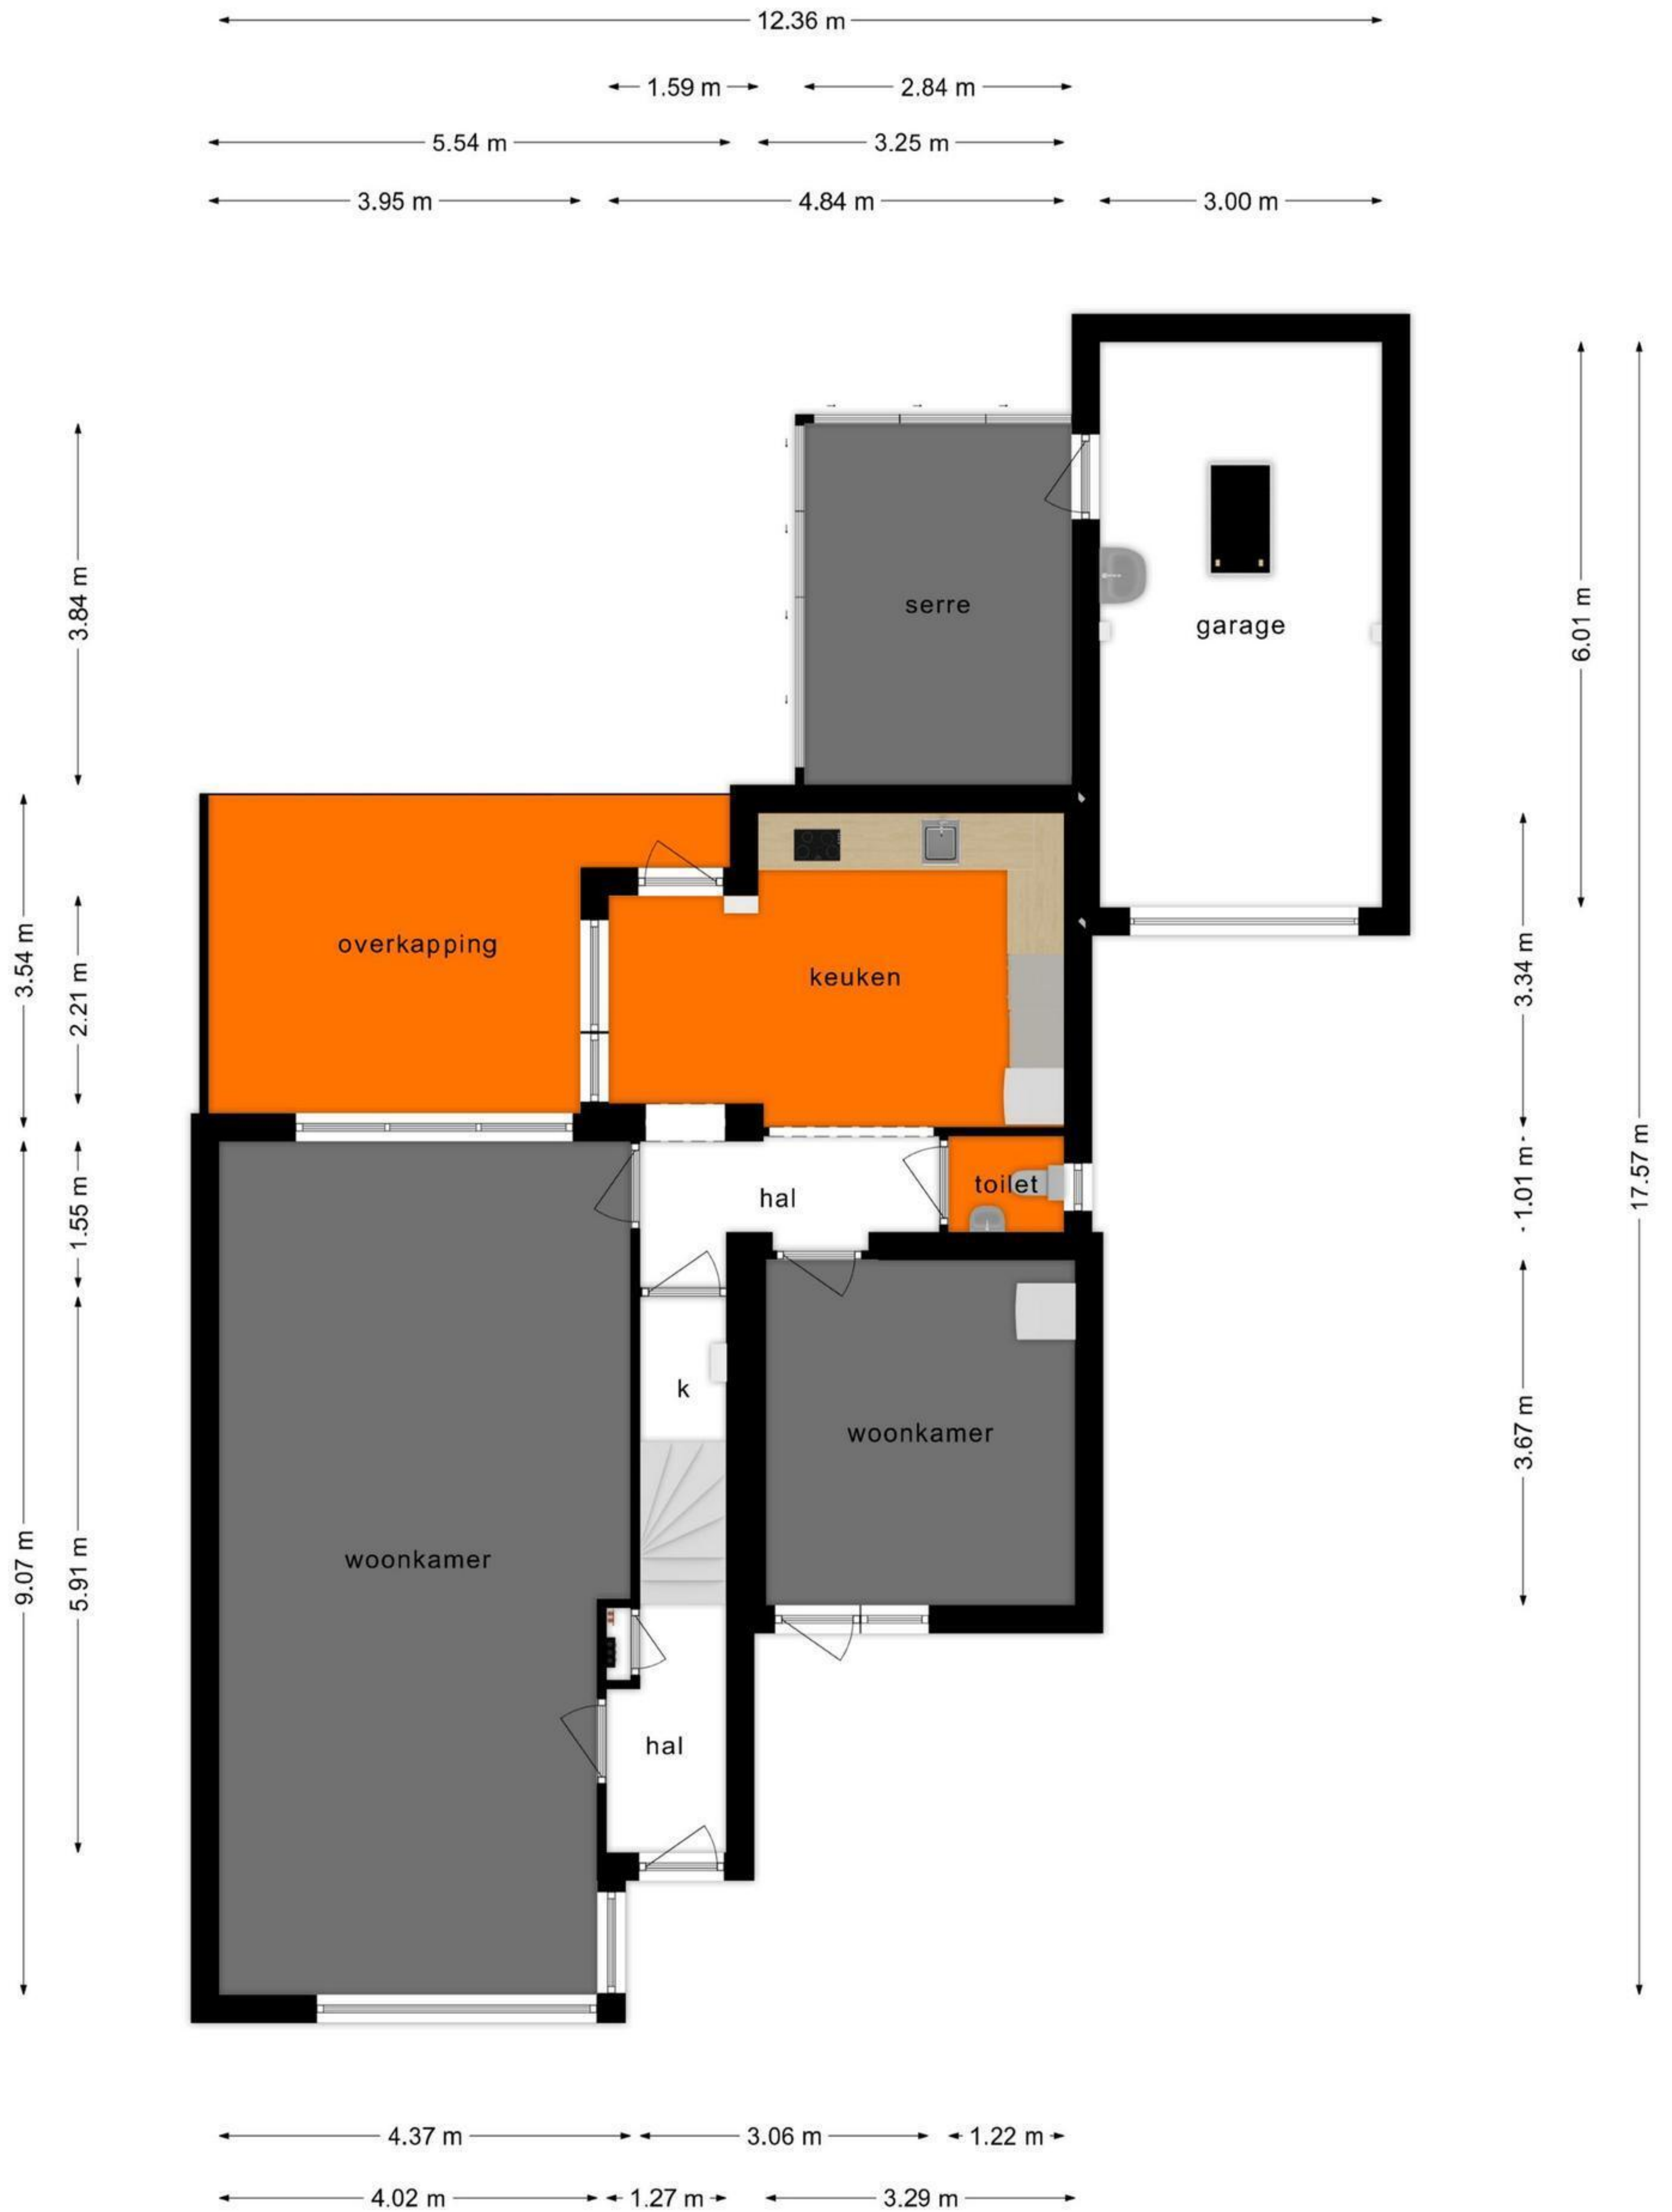 12.36 m
1.59 m
2.84 m
5.54 m
3.25 m
3.95 m
4.84 m
3.00 m
3.84 m
serre
garage
6.01 m
3.54 m
2.21 m
overkapping
keuken
3.34 m
17.57 m
1.55 m
hal
toilet
1.01 m
9.07 m
5.91 m
k
woonkamer
3.67 m
woonkamer
hal
4.37 m
3.06 m
1.22 m
4.02 m
1.27 m
3.29 m